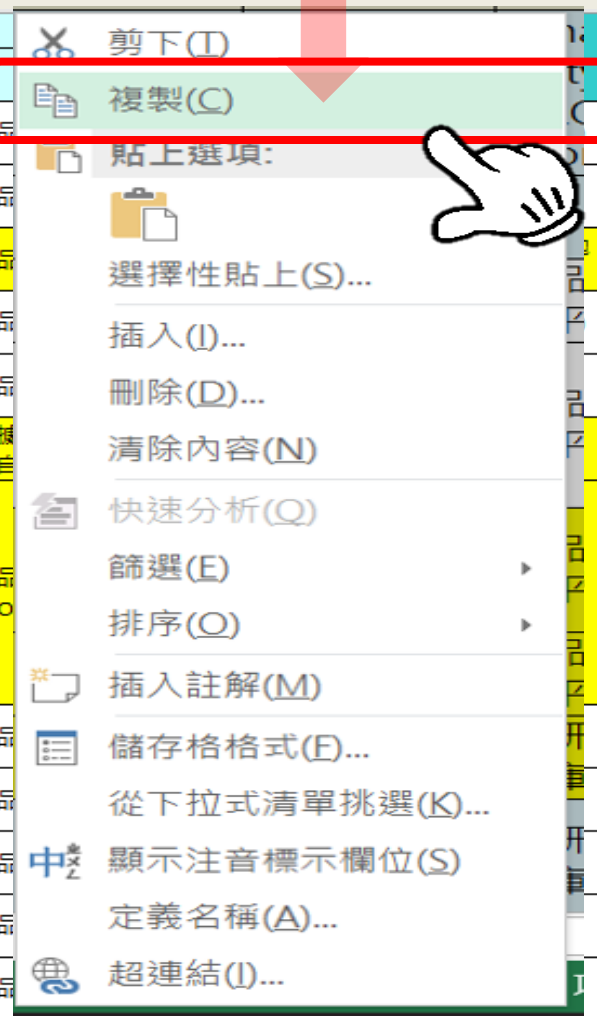 剪下(T)
複製(C)
貼上選項:
選擇性貼上(S)...
插入(I)...
刪除(D)...
清除內容(N)
快速分析(Q)
篩選(E)
排序(O)
插入註解(M)
儲存格格式(F)...
從下拉式清單挑選(K)...
顯示注音標示欄位(S)
定義名稱(A)...
超連結(I)...